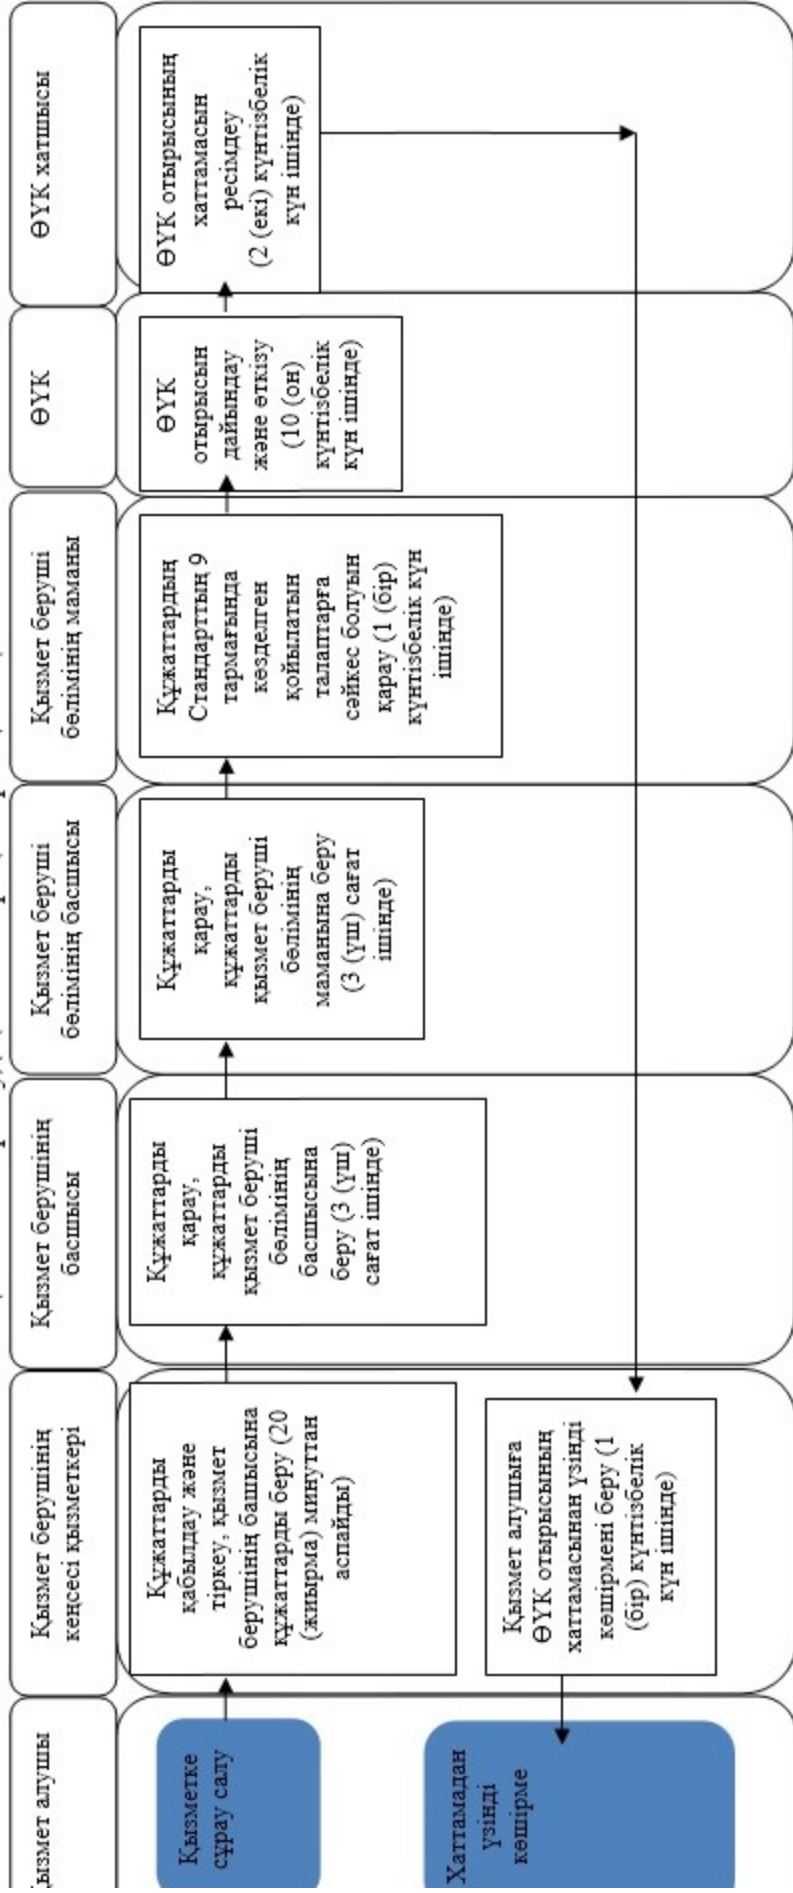 ызмет алушы
Қызмет берушінің
кеңсесі қызметкері
Қызмет берушінің
басшысы
Қызмет беруші
бөлімінің басшысы
Қызмет беруші
бөлімінің маманы
ӨҮК
ӨҮК хатшысы
Қызметке
сұрау салу
Құжаттарды
қабылдау және
тіркеу, қызмет
берушінің башысына
құжаттарды беру (20
(жиырма) минуттан
аспайды)
Құжаттарды
қарау,
құжаттарды
қызмет беруші
бөлімінің
басшысына
беру (3 (үш)
сағат ішінде)
Құжаттарды
қарау,
құжаттарды
қызмет беруші
бөлімінің
маманына беру
(3 (үш) сағат
ішінде)
Құжаттардың
Стандарттың 9
тармағында
көзделген
қойылатын
талаптарға
сәйкес болуын
қарау (1 (бір)
күнтізбелік күн
ішінде)
ӨҮК
отырысын
дайындау
және өткізу
(10 (он)
күнтізбелік
күн ішінде)
ӨҮК отырысының
хаттамасын
ресімдеу
(2 (екі) күнтізбелік
күн ішінде)
Қызмет алушыға
ӨҮК отырысының
хаттамасынан үзінді
көшірмені беру (1
(бір) күнтізбелік
күн ішінде)
Хаттамадан
үзінді
көшірме